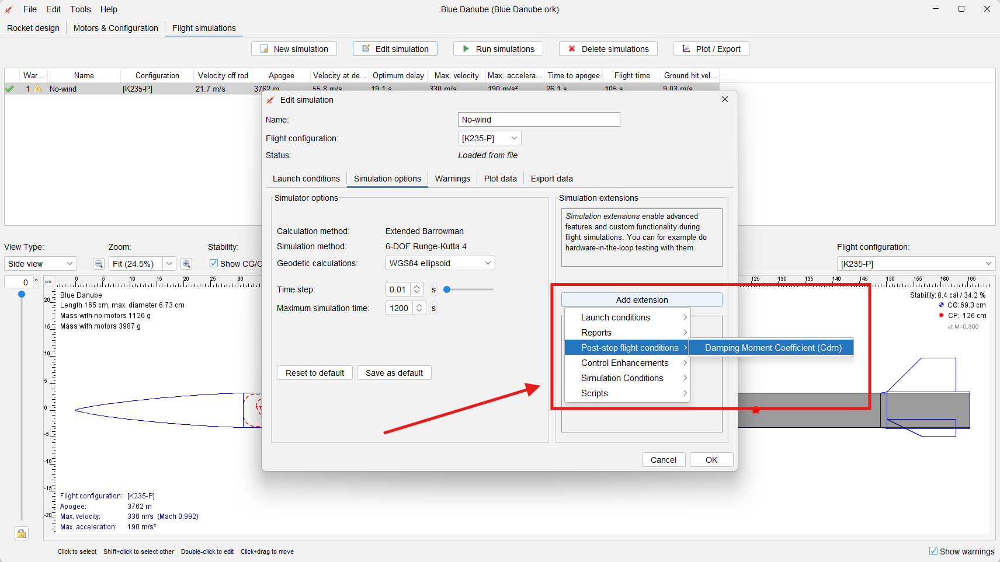 File Edit Tools Help
Blue Danube (Blue Danube.ork)
Rocket design Motors & Configuration Flight simulations
New simulation Edit simulation Run simulations Delete simulations Plot / Export
War... Name Configuration Velocity off rod Apogee Velocity at de... Optimum delay Max. velocity Max. accelera... Time to apogee Flight time Ground hit vel...
1 No-wind [K235-P] 21.7 m/s 3762 m 55.8 m/s 19.1 s 330 m/s 190 m/s² 26.1 s 105 s 9.03 m/s
Edit simulation
Name: No-wind
Flight configuration: [K235-P]
Status: Loaded from file
Launch conditions Simulation options Warnings Plot data Export data
Simulator options
Calculation method: Extended Barrowman
Simulation method: 6-DOF Runge-Kutta 4
Geodetic calculations: WGS84 ellipsoid
Time step: 0.01 s
Maximum simulation time: 1200 s
Reset to default Save as default
Simulation extensions
Simulation extensions enable advanced
features and custom functionality during
flight simulations. You can for example do
hardware-in-the-loop testing with them.
Add extension
Launch conditions
Reports
Post-step flight conditions Damping Moment Coefficient (Cdm)
Control Enhancements
Simulation Conditions
Scripts
Cancel OK
View Type: Zoom: Stability: Flight configuration:
Side view Fit (24.5%) Show CG/C [K235-P]
0 °
cm 0 5 10 15 20 25 30 125 130 135 140 145 150 155 160 165
20
15
10
5
0
-5
-10
-15
-20
Blue Danube
Length 165 cm, max. diameter 6.73 cm
Mass with no motors 1126 g
Mass with motors 3987 g
Stability: 8.4 cal / 34.2 %
CG: 69.3 cm
CP: 126 cm
at M=0.300
Flight configuration: [K235-P]
Apogee: 3762 m
Max. velocity: 330 m/s (Mach 0.992)
Max. acceleration: 190 m/s²
Click to select Shift+click to select other Double-click to edit Click+drag to move
Show warnings